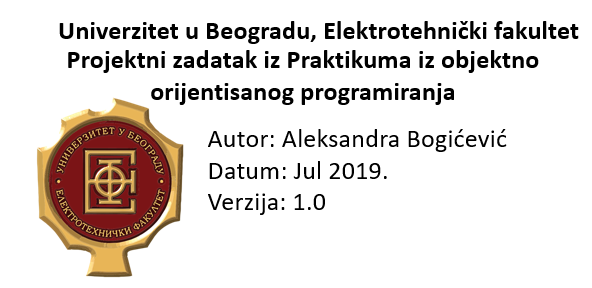 Univerzitet u Beogradu, Elektrotehnički fakultet
Projektni zadatak iz Praktikuma iz objektno
orijentisanog programiranja
УНИВЕРЗИТЕТ У БЕОГРАДУ
ЕЛЕКТРОТЕХНИЧКИ ФАКУЛТЕТ
Autor: Aleksandra Bogićević
Datum: Jul 2019.
Verzija: 1.0